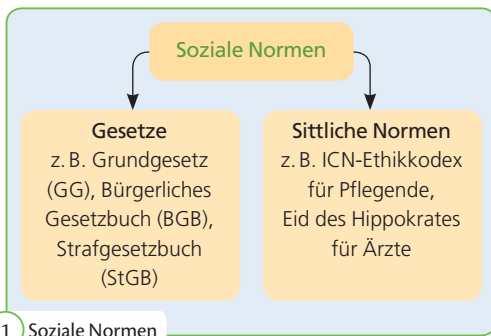 Soziale Normen
Gesetze
z. B. Grundgesetz
(GG), Bürgerliches
Gesetzbuch (BGB),
Strafgesetzbuch
(StGB)
Sittliche Normen
z. B. ICN-Ethikkodex
für Pflegende,
Eid des Hippokrates
für Ärzte
1 Soziale Normen